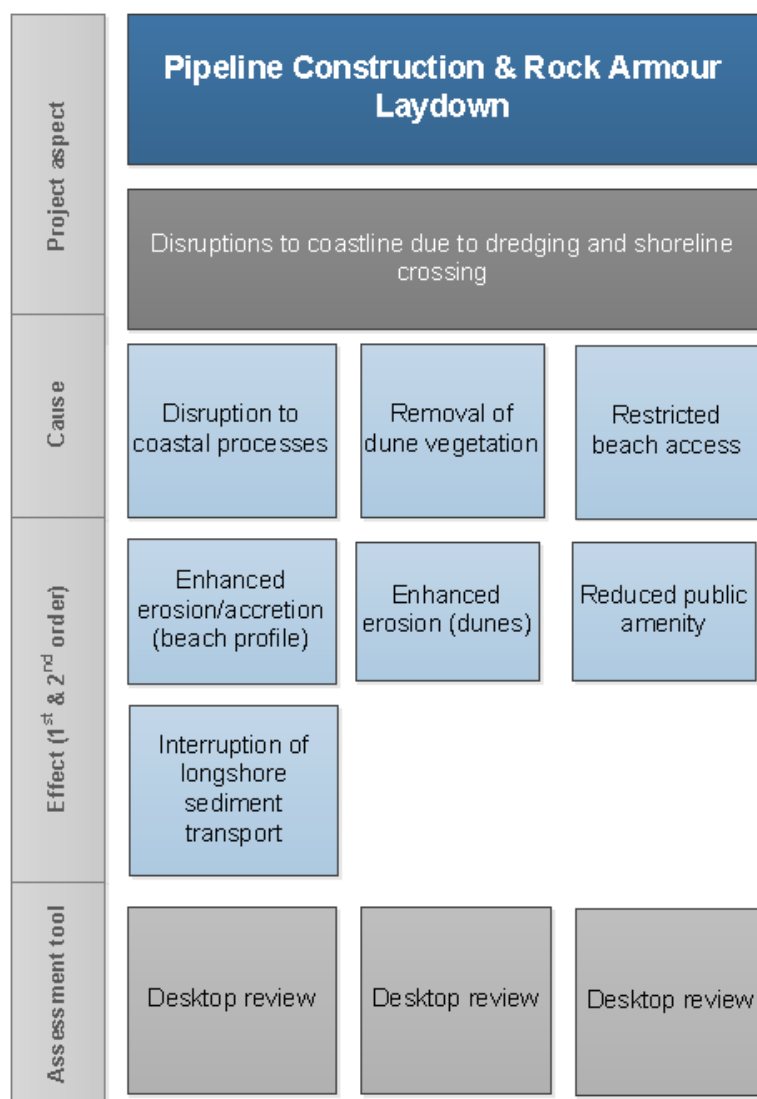 Project aspect
Pipeline Construction & Rock Armour
Laydown
Disruptions to coastline due to dredging and shoreline
crossing
Cause
Disruption to
coastal processes
Removal of
dune vegetation
Restricted
beach access
Effect (1st & 2nd order)
Enhanced
erosion/accretion
(beach profile)
Enhanced
erosion (dunes)
Reduced public
amenity
Interruption of
longshore
sediment
transport
Assessment tool
Desktop review
Desktop review
Desktop review